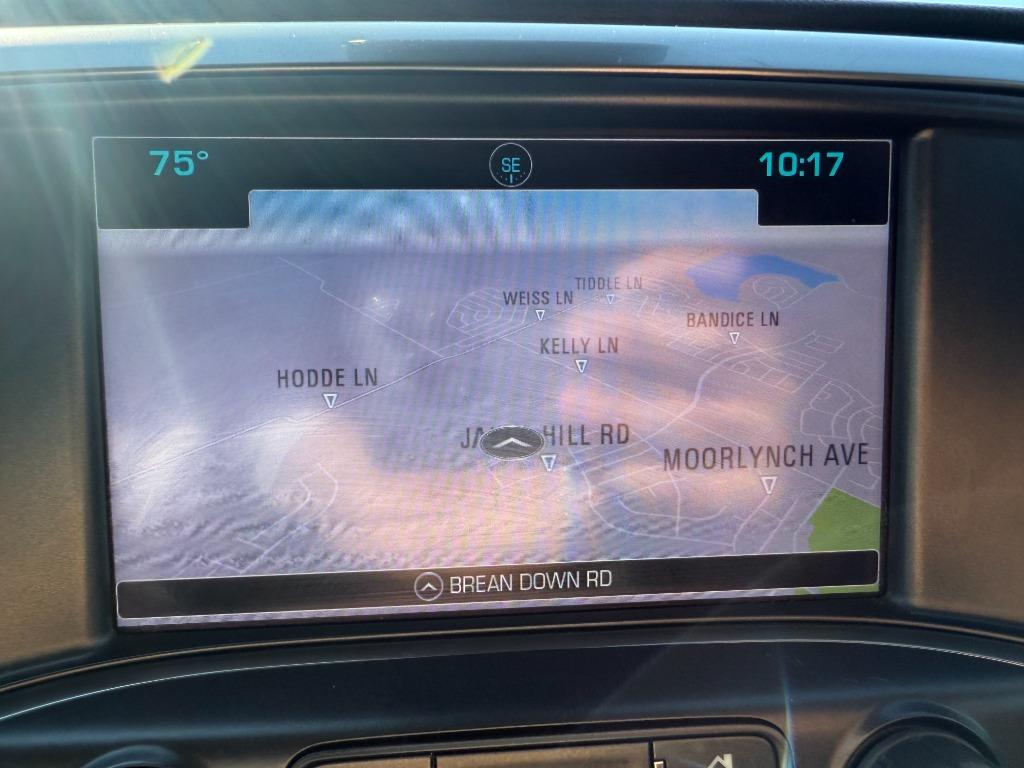 75° SE 10:17
TIDDLE LN
WEISS LN
BANDICE LN
KELLY LN
HODDE LN
HILL RD
MOORLYNCH AVE
BREAN DOWN RD